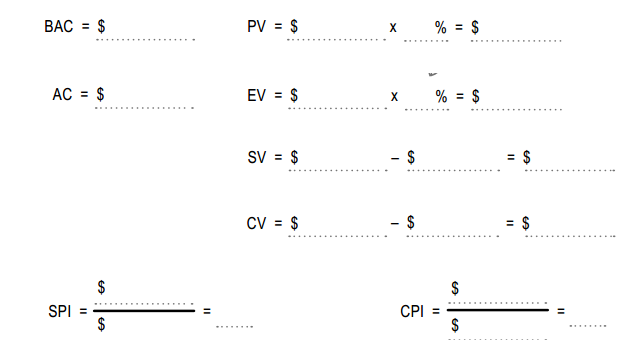 BAC = $ PV = $ x % = $
AC = $ EV = $ x % = $
SV = $ – $ = $
CV = $ – $ = $
$ $
SPI = = CPI = =
$ $